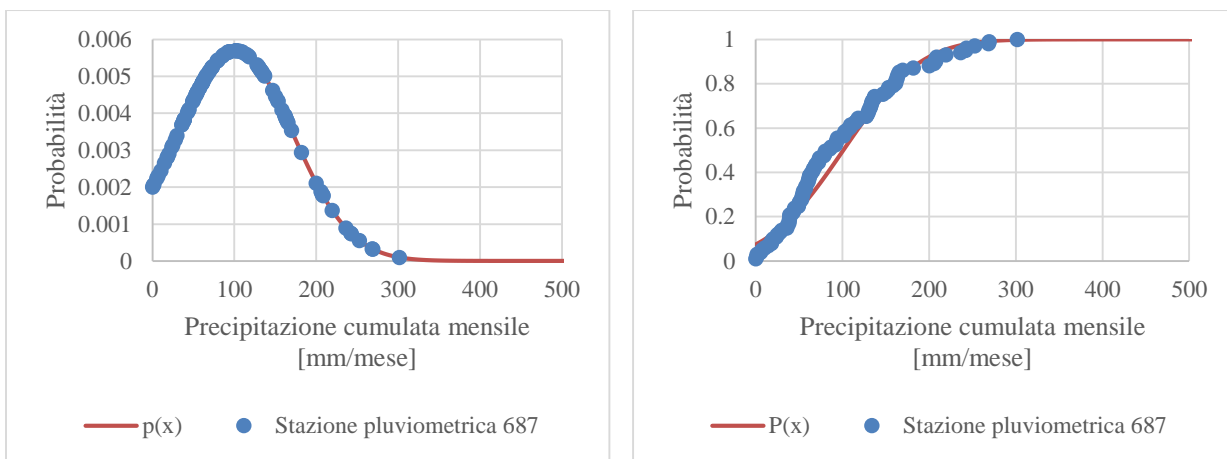 0.006
0.005
0.004
0.003
0.002
0.001
0
Probabilità
0 100 200 300 400 500
Precipitazione cumulata mensile
[mm/mese]
p(x) Stazione pluviometrica 687
1
0.8
0.6
0.4
0.2
0
Probabilità
0 100 200 300 400 500
Precipitazione cumulata mensile
[mm/mese]
P(x) Stazione pluviometrica 687